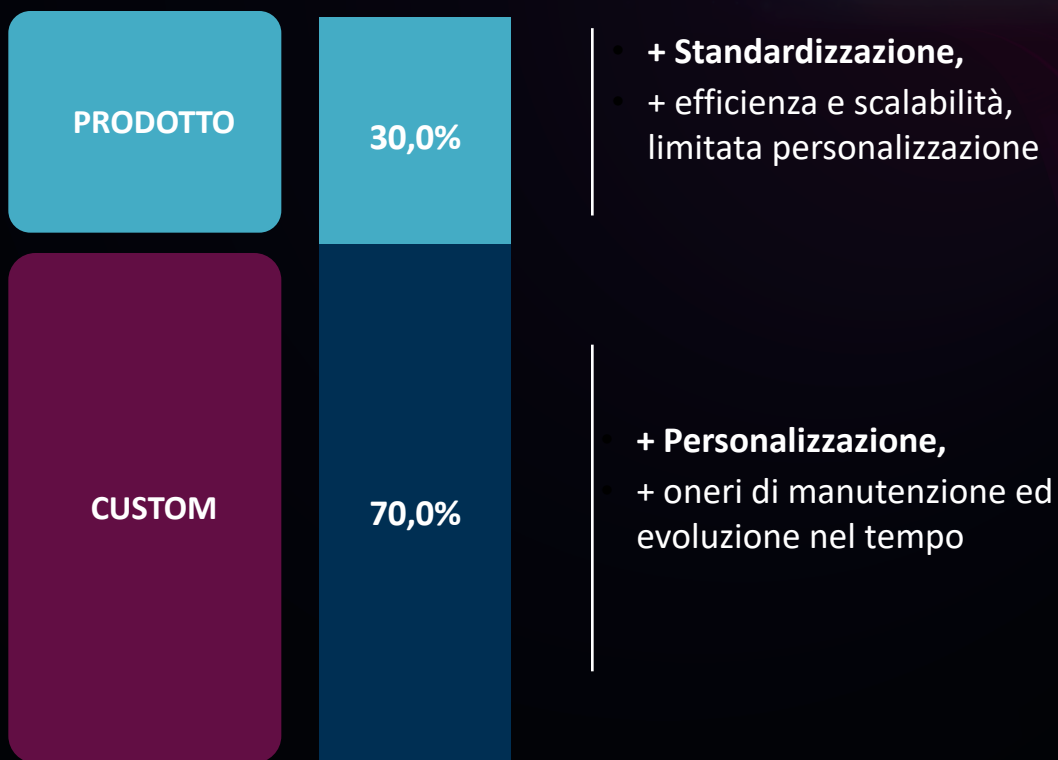 PRODOTTO
30,0%
+ Standardizzazione,
+ efficienza e scalabilità,
limitata personalizzazione
CUSTOM
70,0%
+ Personalizzazione,
+ oneri di manutenzione ed
evoluzione nel tempo